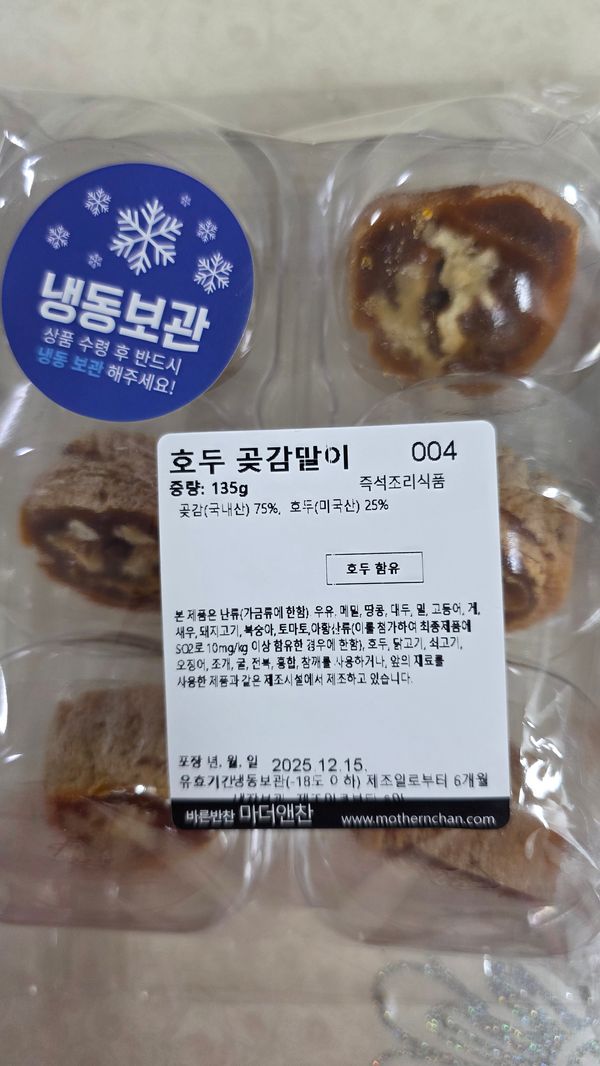 냉동보관
상품 수령 후 반드시
냉동 보관 해주세요!
호두 곶감말이 004
중량: 135g 즉석조리식품
곶감(국내산) 75%, 호두(미국산) 25%
호두 함유
본 제품은 난류(가금류에 한함) 우유, 메밀, 땅콩, 대두, 밀, 고등어, 게,
새우, 돼지고기, 복숭아, 토마토, 아황산류(이를 첨가하여 최종제품에
SO2로 10mg/kg 이상 함유한 경우에 한함), 호두, 닭고기, 쇠고기,
오징어, 조개, 굴, 전복, 홍합, 참깨를 사용하거나, 앞의 재료를
사용한 제품과 같은 제조시설에서 제조하고 있습니다.
포장 년, 월, 일 2025.12.15.
유효기간냉동보관(-18도 이하) 제조일로부터 6개월
바른반찬 마더앤찬 www.mothernchan.com